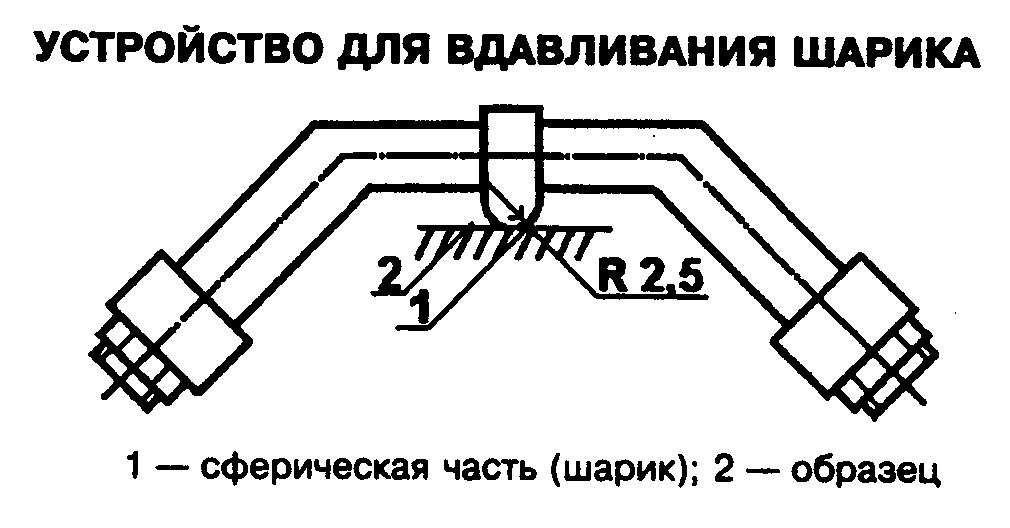 УСТРОЙСТВО ДЛЯ ВДАВЛИВАНИЯ ШАРИКА
2
1
R 2,5
1 — сферическая часть (шарик); 2 — образец